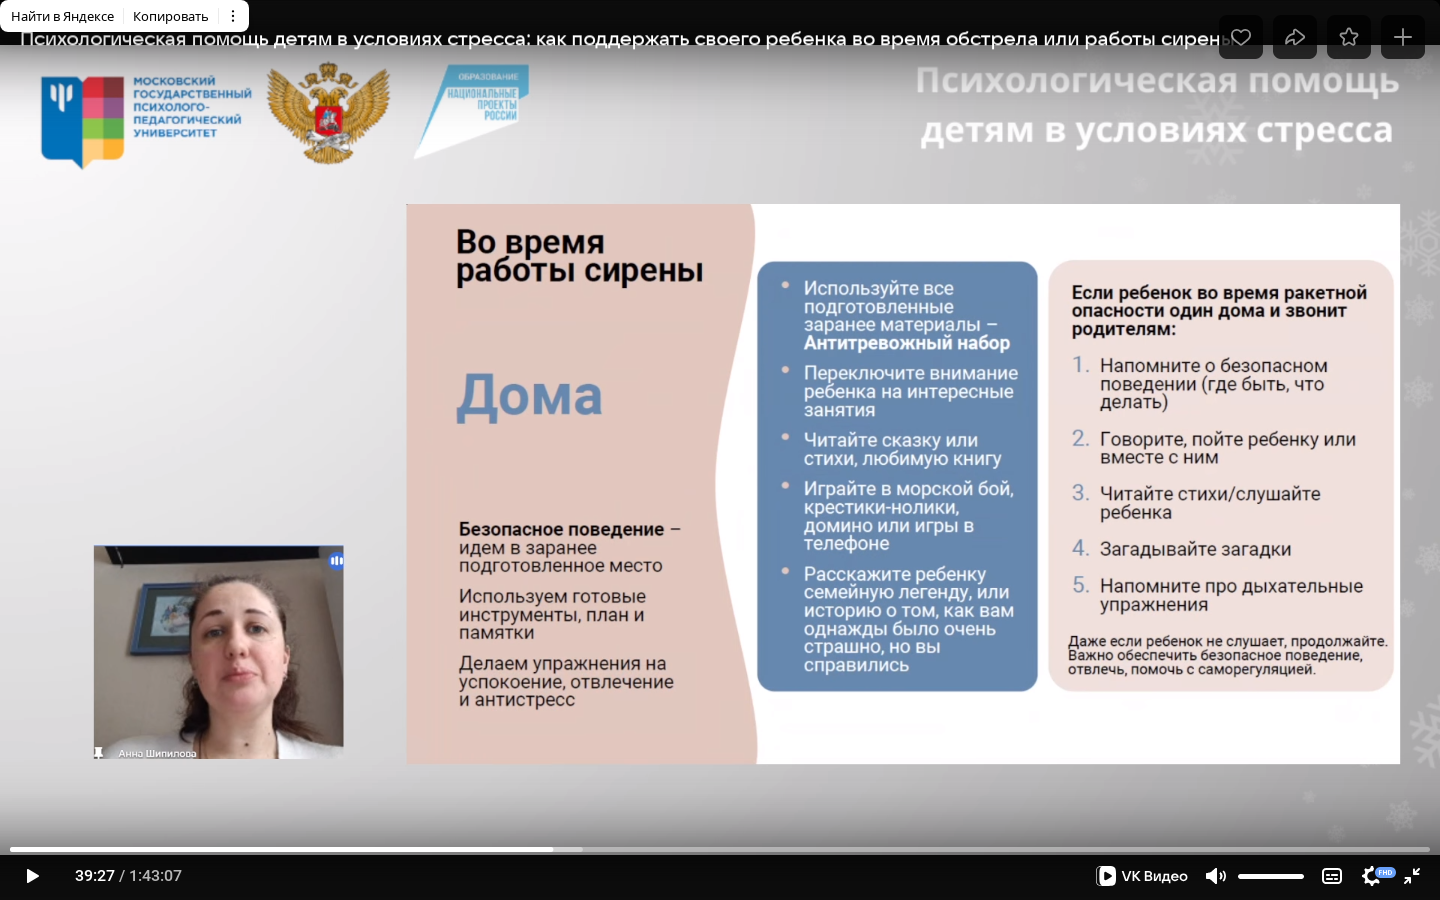 Найти в Яндексе
Копировать
Психологическая помощь детям в условиях стресса: как поддержать своего ребенка во время обстрела или работы сирены
МОСКОВСКИЙ
ГОСУДАРСТВЕННЫЙ
ПСИХОЛОГО-
ПЕДАГОГИЧЕСКИЙ
УНИВЕРСИТЕТ
ОБРАЗОВАНИЕ
НАЦИОНАЛЬНЫЕ
ПРОЕКТЫ
РОССИИ
Психологическая помощь
детям в условиях стресса
Во время
работы сирены
Дома
Безопасное поведение –
идем в заранее
подготовленное место
Используем готовые
инструменты, план и
памятки
Делаем упражнения на
успокоение, отвлечение
и антистресс
• Используйте все
подготовленные
заранее материалы –
Антитревожный набор
• Переключите внимание
ребенка на интересные
занятия
• Читайте сказку или
стихи, любимую книгу
• Играйте в морской бой,
крестики-нолики,
домино или игры в
телефоне
• Расскажите ребенку
семейную легенду, или
историю о том, как вам
однажды было очень
страшно, но вы
справились
Если ребенок во время ракетной
опасности один дома и звонит
родителям:
1. Напомните о безопасном
поведении (где быть, что
делать)
2. Говорите, пойте ребенку или
вместе с ним
3. Читайте стихи/слушайте
ребенка
4. Загадывайте загадки
5. Напомните про дыхательные
упражнения
Даже если ребенок не слушает, продолжайте.
Важно обеспечить безопасное поведение,
отвлечь, помочь с саморегуляцией.
Анна Шипилова
39:27 / 1:43:07
VK Видео
FHD